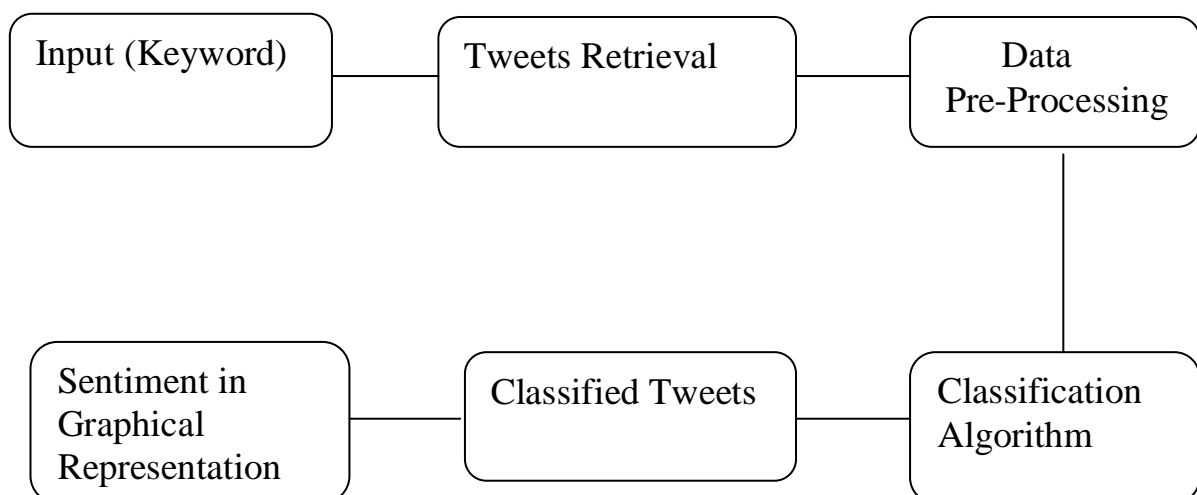 Input (Keyword)
Tweets Retrieval
Data
Pre-Processing
Sentiment in
Graphical
Representation
Classified Tweets
Classification
Algorithm